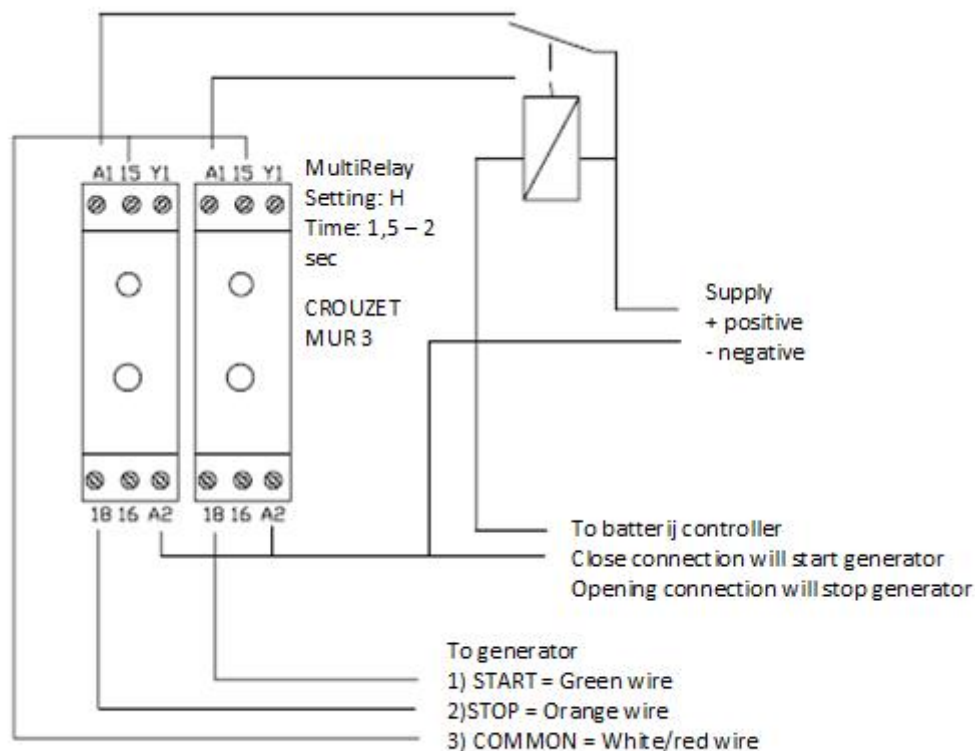 A1 15 Y1
A1 15 Y1
MultiRelay
Setting: H
Time: 1,5 – 2
sec
CROUZET
MUR 3
Supply
+ positive
- negative
18 16 A2
18 16 A2
To batterij controller
Close connection will start generator
Opening connection will stop generator
To generator
1) START = Green wire
2)STOP = Orange wire
3) COMMON = White/red wire